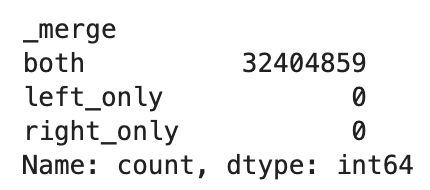 _merge
both          32404859
left_only            0
right_only           0
Name: count, dtype: int64